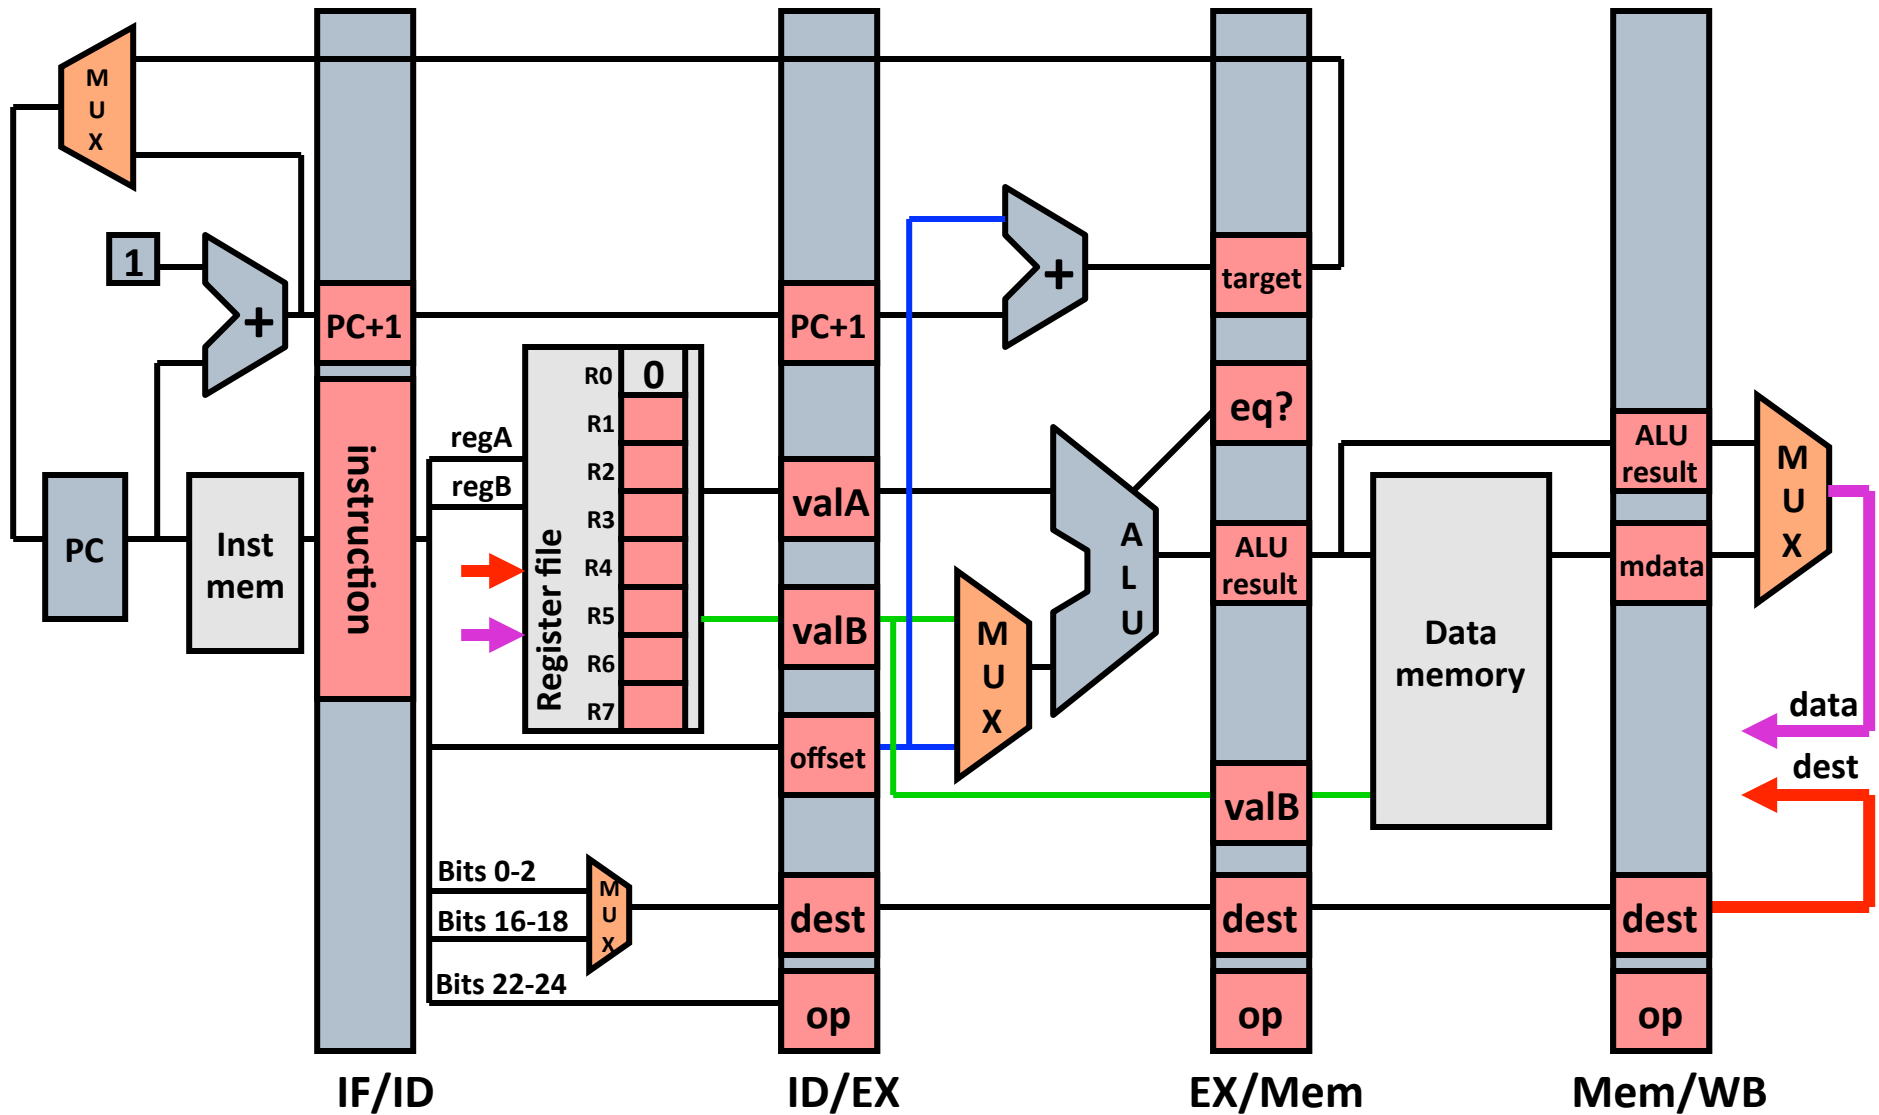 M
U
X
1
+
PC
Inst
mem
PC+1
instruction
regA
regB
Register file
R0
0
R1
R2
R3
R4
R5
R6
R7
Bits 0-2
Bits 16-18
Bits 22-24
M
U
X
PC+1
valA
valB
offset
dest
op
+
M
U
X
A
L
U
target
eq?
ALU
result
valB
dest
op
Data
memory
ALU
result
mdata
dest
op
M
U
X
data
dest
IF/ID
ID/EX
EX/Mem
Mem/WB